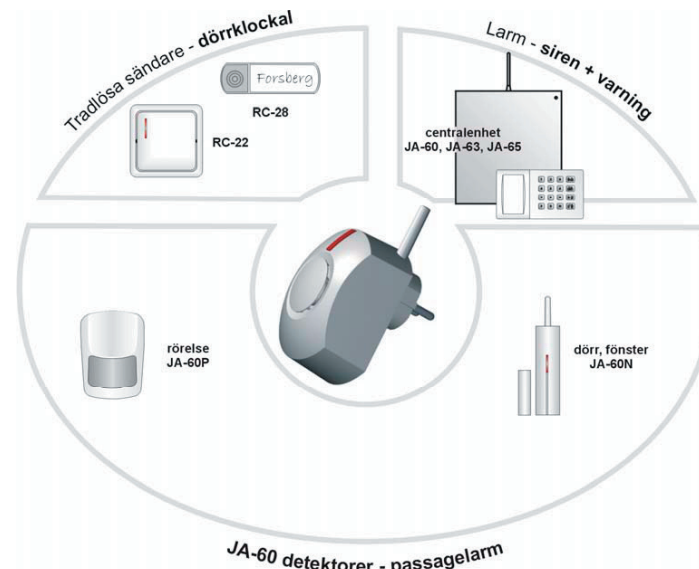 Tradlösa sändare - dörrklockal
Forsberg
RC-28
RC-22
Larm - siren + varning
centralenhet
JA-60, JA-63, JA-65
rörelse
JA-60P
dörr, fönster
JA-60N
JA-60 detektorer - passagelarm